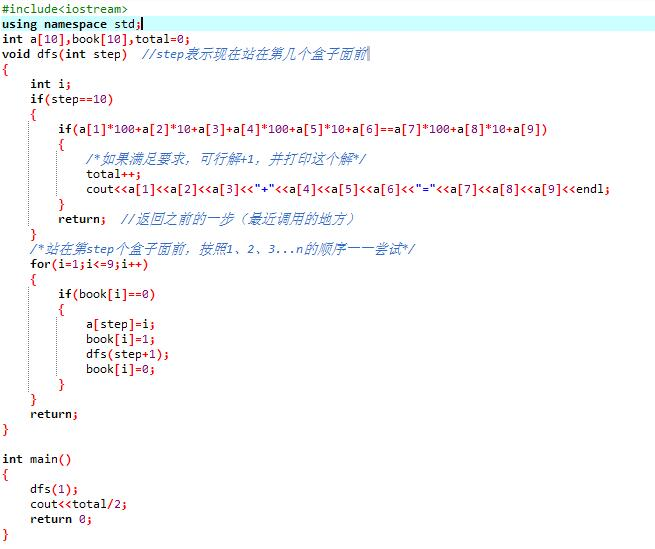 #include<iostream>
using namespace std;
int a[10],book[10],total=0;
void dfs(int step)  //step表示现在站在第几个盒子面前
{
    int i;
    if(step==10)
    {
        if(a[1]*100+a[2]*10+a[3]+a[4]*100+a[5]*10+a[6]==a[7]*100+a[8]*10+a[9])
        {
            /*如果满足要求，可行解+1，并打印这个解*/
            total++;
            cout<<a[1]<<a[2]<<a[3]<<"+"<<a[4]<<a[5]<<a[6]<<"="<<a[7]<<a[8]<<a[9]<<endl;
        }
        return;  //返回之前的一步（最近调用的地方）
    }
    /*站在第step个盒子面前，按照1、2、3...n的顺序一一尝试*/
    for(i=1;i<=9;i++)
    {
        if(book[i]==0)
        {
            a[step]=i;
            book[i]=1;
            dfs(step+1);
            book[i]=0;
        }
    }
    return;
}

int main()
{
    dfs(1);
    cout<<total/2;
    return 0;
}